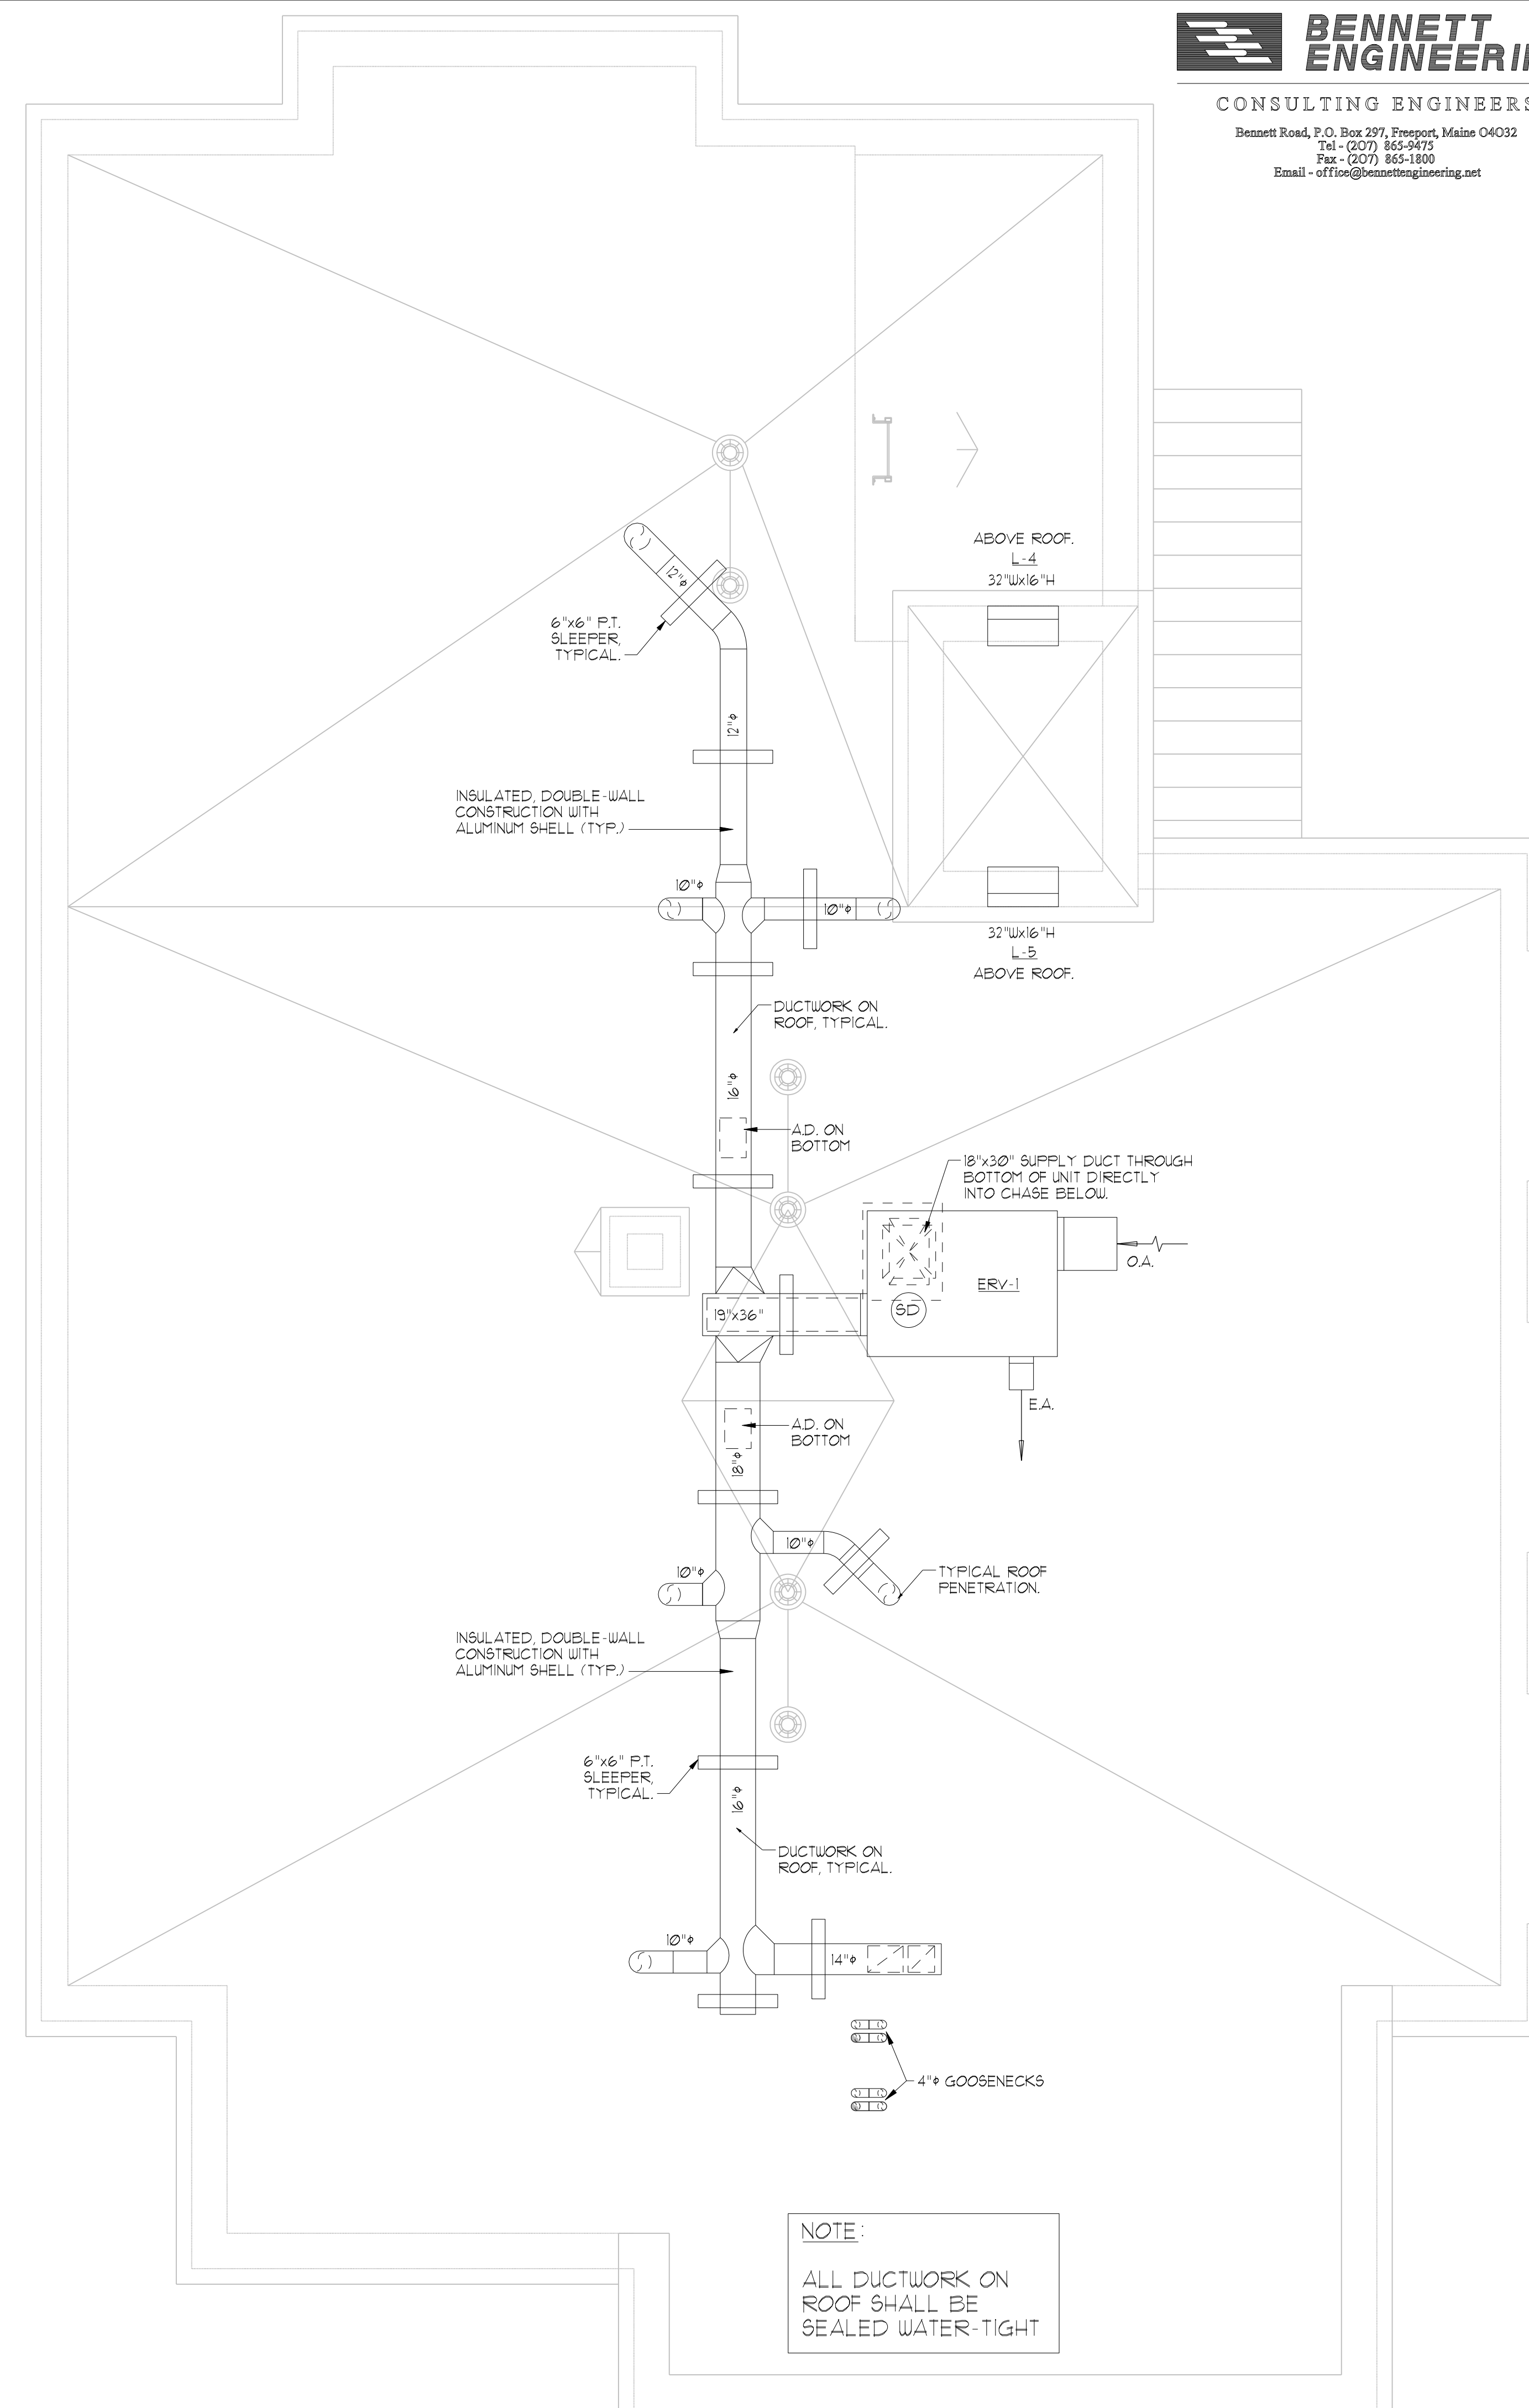 BENNETT
ENGINEERI
CONSULTING ENGINEERS
Bennett Road, P.O. Box 297, Freeport, Maine 04032
Tel - (207) 865-9475
Fax - (207) 865-1800
Email - office@bennettengineering.net
ABOVE ROOF.
L-4
32"Wx16"H
12"ϕ
6"x6" P.T.
SLEEPER,
TYPICAL.
12"ϕ
INSULATED, DOUBLE-WALL
CONSTRUCTION WITH
ALUMINUM SHELL (TYP.)
10"ϕ
10"ϕ
32"Wx16"H
L-5
ABOVE ROOF.
DUCTWORK ON
ROOF, TYPICAL.
16"ϕ
A.D. ON
BOTTOM
18"x30" SUPPLY DUCT THROUGH
BOTTOM OF UNIT DIRECTLY
INTO CHASE BELOW.
O.A.
ERV-1
SD
19"x36"
E.A.
A.D. ON
BOTTOM
18"ϕ
10"ϕ
10"ϕ
TYPICAL ROOF
PENETRATION.
INSULATED, DOUBLE-WALL
CONSTRUCTION WITH
ALUMINUM SHELL (TYP.)
6"x6" P.T.
SLEEPER,
TYPICAL.
16"ϕ
DUCTWORK ON
ROOF, TYPICAL.
10"ϕ
14"ϕ
4"ϕ GOOSENECKS
NOTE:
ALL DUCTWORK ON
ROOF SHALL BE
SEALED WATER-TIGHT